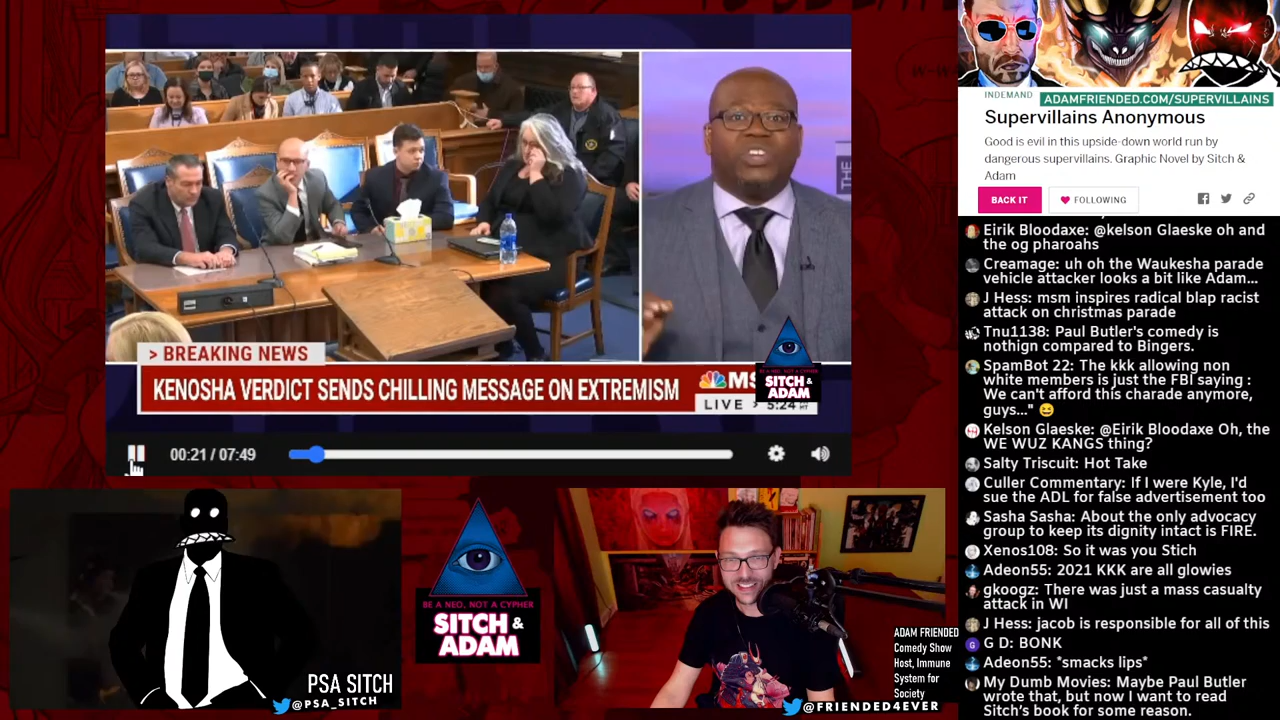 > BREAKING NEWS
KENOSHA VERDICT SENDS CHILLING MESSAGE ON EXTREMISM
LIVE > 5:24
THE
BE A NEO, NOT A CYPHER
SITCH &
ADAM
00:21 / 07:49
PSA SITCH
@PSA_SITCH
BE A NEO, NOT A CYPHER
SITCH &
ADAM
ADAM FRIENDED
Comedy Show
Host, Immune
System for
Society
@FRIENDED4EVER
INDEMAND
ADAMFRIENDED.COM/SUPERVILLAINS
Supervillains Anonymous
Good is evil in this upside-down world run by
dangerous supervillains. Graphic Novel by Sitch &
Adam
BACK IT
FOLLOWING
Eirik Bloodaxe: @kelson Glaeske oh and
the og pharoahs
Creamage: uh oh the Waukesha parade
vehicle attacker looks a bit like Adam...
J Hess: msm inspires radical blap racist
attack on christmas parade
Tnu1138: Paul Butler's comedy is
nothign compared to Bingers.
SpamBot 22: The kkk allowing non
white members is just the FBI saying :
We can't afford this charade anymore,
guys..." 😆
Kelson Glaeske: @Eirik Bloodaxe Oh, the
WE WUZ KANGS thing?
Salty Triscuit: Hot Take
Culler Commentary: If I were Kyle, I'd
sue the ADL for false advertisement too
Sasha Sasha: About the only advocacy
group to keep its dignity intact is FIRE.
Xenos108: So it was you Stich
Adeon55: 2021 KKK are all glowies
gkoogz: There was just a mass casualty
attack in WI
J Hess: jacob is responsible for all of this
G D: BONK
Adeon55: *smacks lips*
My Dumb Movies: Maybe Paul Butler
wrote that, but now I want to read
Sitch's book for some reason.